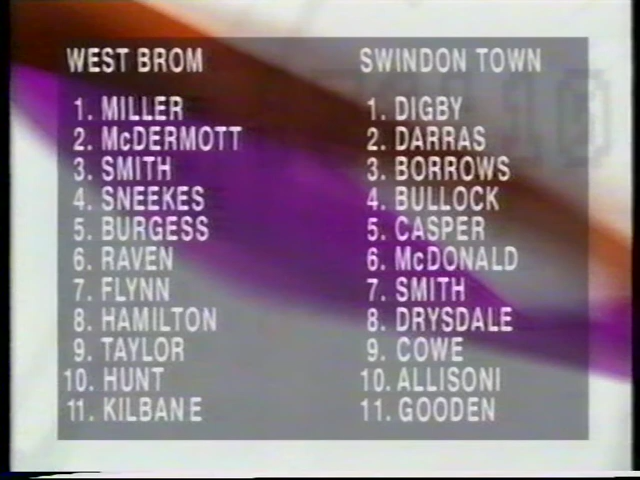 WEST BROM
1. MILLER
2. McDERMOTT
3. SMITH
4. SNEEKES
5. BURGESS
6. RAVEN
7. FLYNN
8. HAMILTON
9. TAYLOR
10. HUNT
11. KILBANE
SWINDON TOWN
1. DIGBY
2. DARRAS
3. BORROWS
4. BULLOCK
5. CASPER
6. McDONALD
7. SMITH
8. DRYSDALE
9. COWE
10. ALLISONI
11. GOODEN